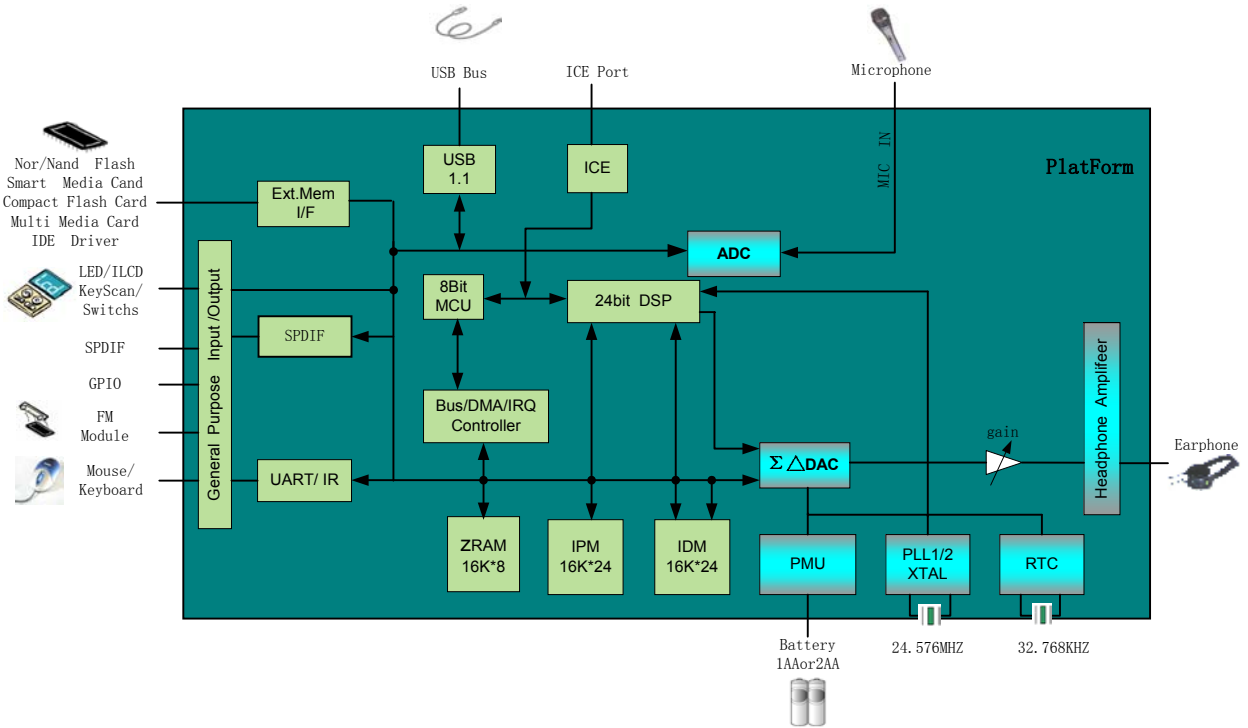 USB Bus
ICE Port
Microphone
MIC IN
PlatForm
Nor/Nand Flash
Smart Media Cand
Compact Flash Card
Multi Media Card
IDE Driver
Ext.Mem
I/F
USB
1.1
ICE
ADC
LED/ILCD
KeyScan/
Switchs
Lcd
8Bit
MCU
24bit DSP
General Purpose Input /Output
SPDIF
SPDIF
GPIO
FM
Module
Bus/DMA/IRQ
Controller
gain
Headphone Amplifeer
Earphone
Mouse/
Keyboard
UART/ IR
Σ △DAC
ZRAM
16K*8
IPM
16K*24
IDM
16K*24
PMU
PLL1/2
XTAL
RTC
Battery
1AAor2AA
24.576MHZ
32.768KHZ